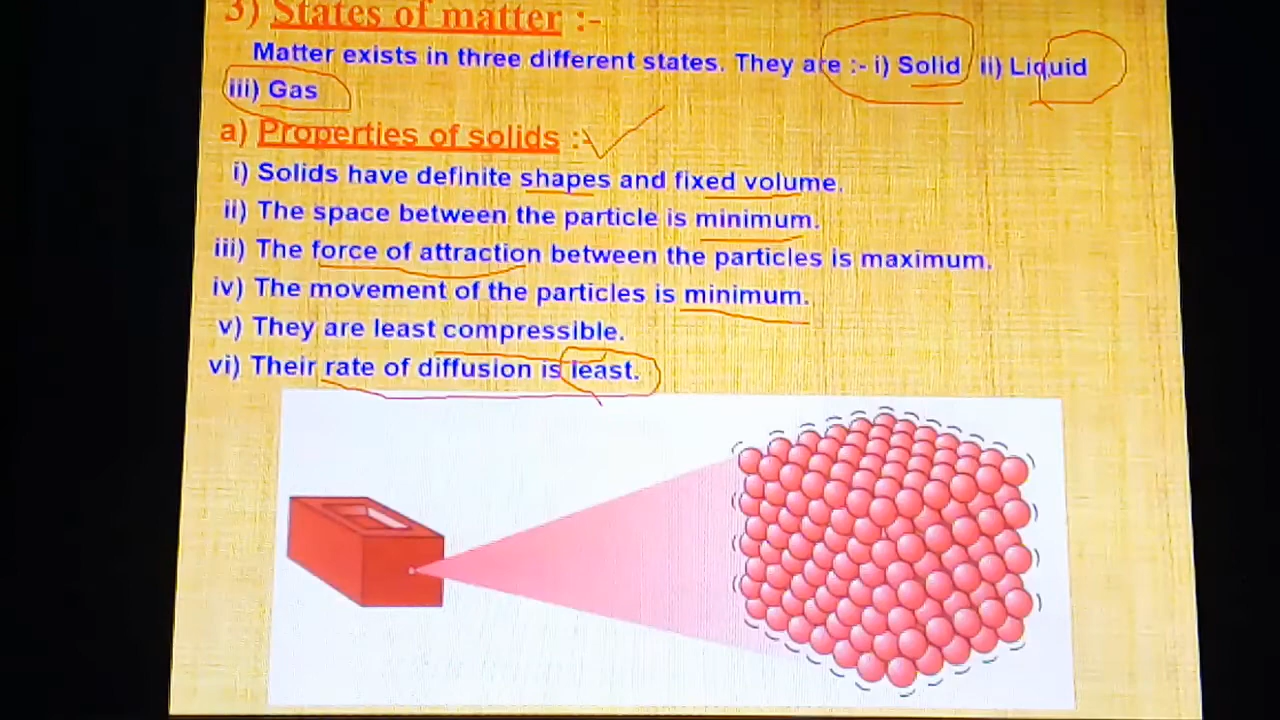 3) States of matter :-
Matter exists in three different states. They are :- i) Solid ii) Liquid
iii) Gas
a) Properties of solids :-
i) Solids have definite shapes and fixed volume.
ii) The space between the particle is minimum.
iii) The force of attraction between the particles is maximum.
iv) The movement of the particles is minimum.
v) They are least compressible.
vi) Their rate of diffusion is least.